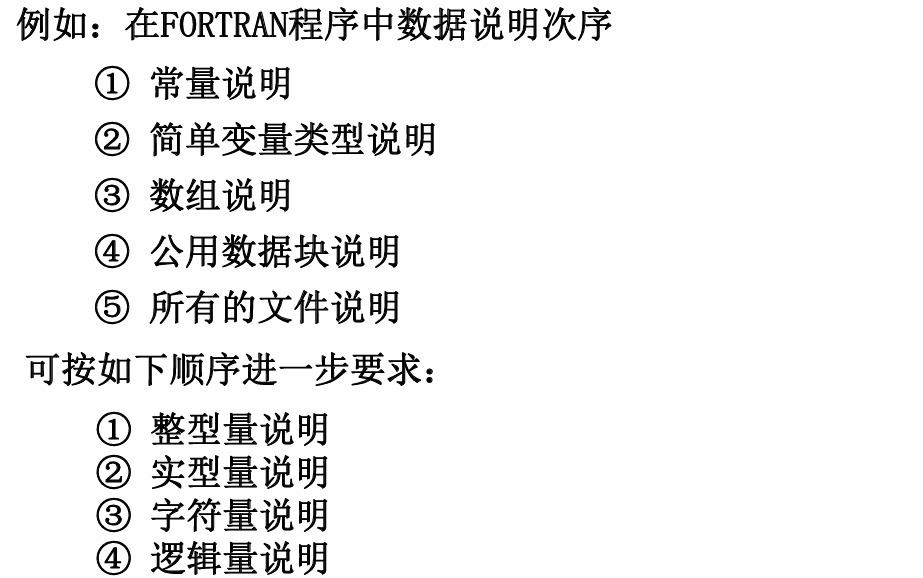 例如：在FORTRAN程序中数据说明次序
① 常量说明
② 简单变量类型说明
③ 数组说明
④ 公用数据块说明
⑤ 所有的文件说明
可按如下顺序进一步要求：
① 整型量说明
② 实型量说明
③ 字符量说明
④ 逻辑量说明